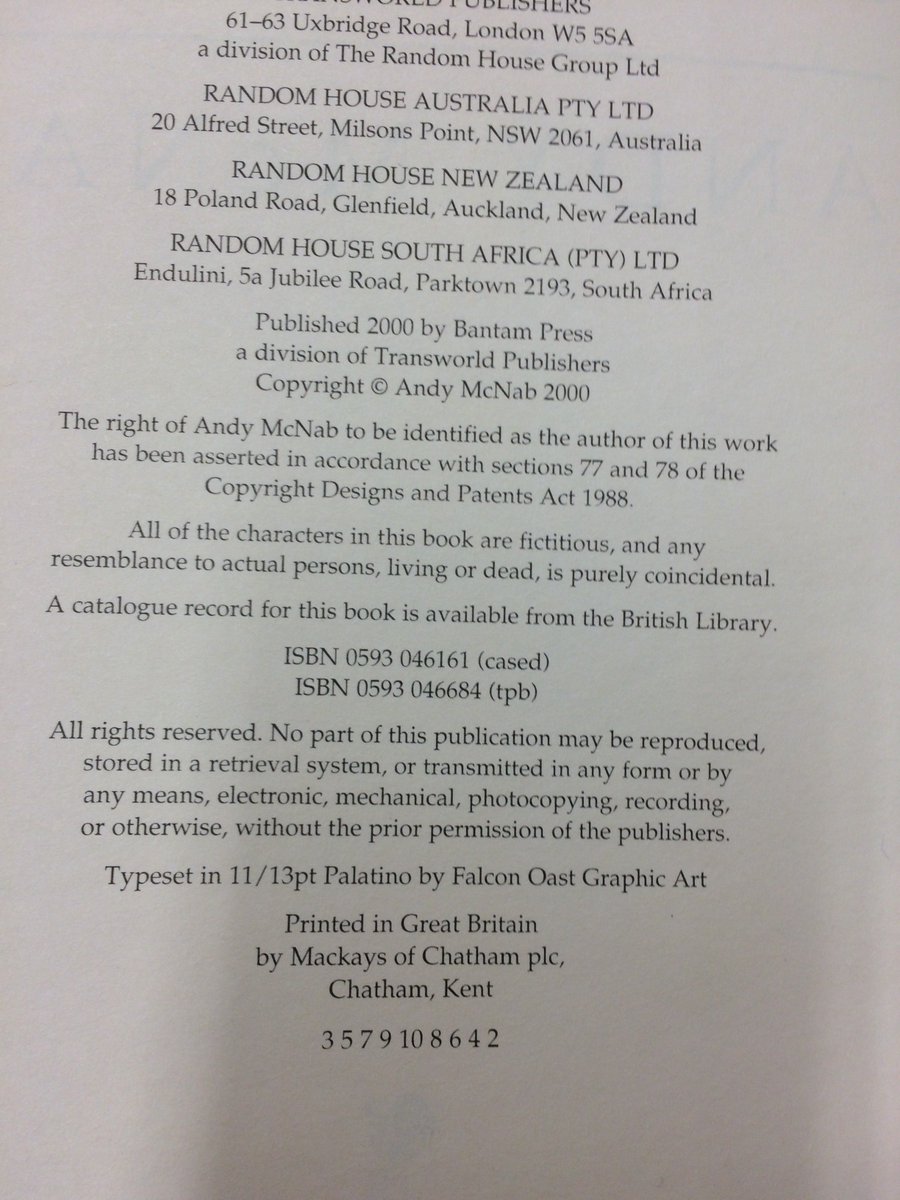 TRANSWORLD PUBLISHERS
61–63 Uxbridge Road, London W5 5SA
a division of The Random House Group Ltd
RANDOM HOUSE AUSTRALIA PTY LTD
20 Alfred Street, Milsons Point, NSW 2061, Australia
RANDOM HOUSE NEW ZEALAND
18 Poland Road, Glenfield, Auckland, New Zealand
RANDOM HOUSE SOUTH AFRICA (PTY) LTD
Endulini, 5a Jubilee Road, Parktown 2193, South Africa
Published 2000 by Bantam Press
a division of Transworld Publishers
Copyright © Andy McNab 2000
The right of Andy McNab to be identified as the author of this work
has been asserted in accordance with sections 77 and 78 of the
Copyright Designs and Patents Act 1988.
All of the characters in this book are fictitious, and any
resemblance to actual persons, living or dead, is purely coincidental.
A catalogue record for this book is available from the British Library.
ISBN 0593 046161 (cased)
ISBN 0593 046684 (tpb)
All rights reserved. No part of this publication may be reproduced,
stored in a retrieval system, or transmitted in any form or by
any means, electronic, mechanical, photocopying, recording,
or otherwise, without the prior permission of the publishers.
Typeset in 11/13pt Palatino by Falcon Oast Graphic Art
Printed in Great Britain
by Mackays of Chatham plc,
Chatham, Kent
3 5 7 9 10 8 6 4 2